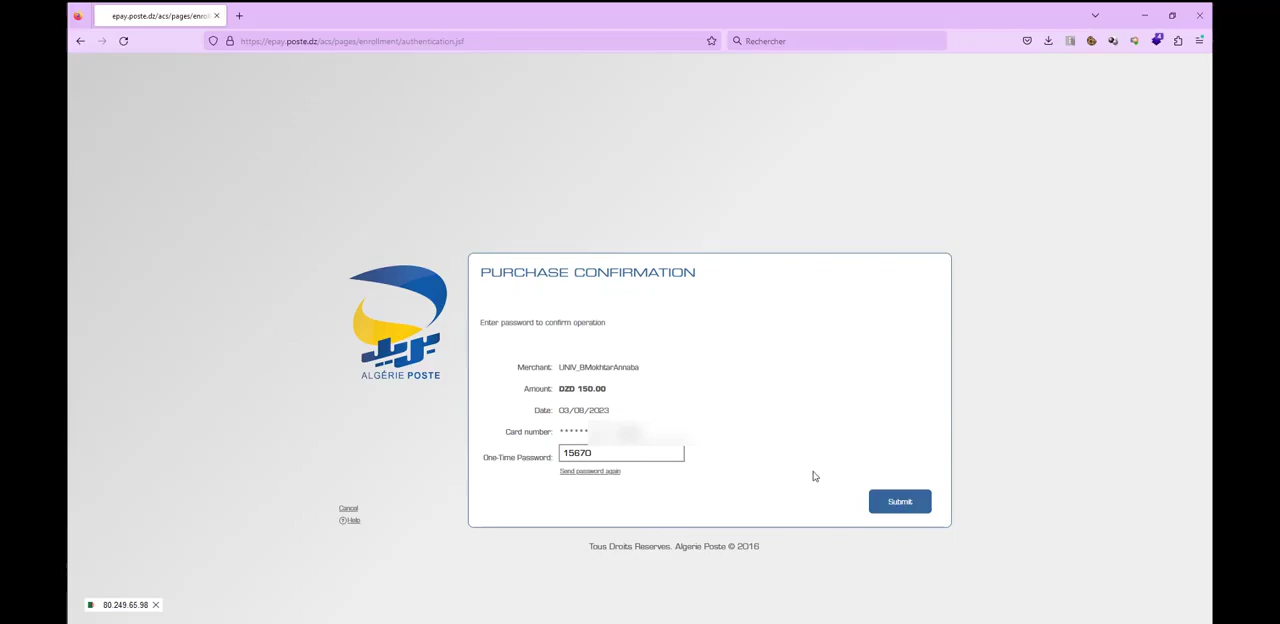 epay.poste.dz/acs/pages/enroll
https://epay.poste.dz/acs/pages/enrollment/authentication.jsf
Rechercher
4
PURCHASE CONFIRMATION
Enter password to confirm operation
ALGÉRIE POSTE
Merchant: UNIV_BMokhtarAnnaba
Amount: DZD 150.00
Date: 03/08/2023
Card number: ******
One-Time Password: 15670
Send password again
Submit
Cancel
? Help
Tous Droits Reserves. Algerie Poste © 2016
80.249.65.98